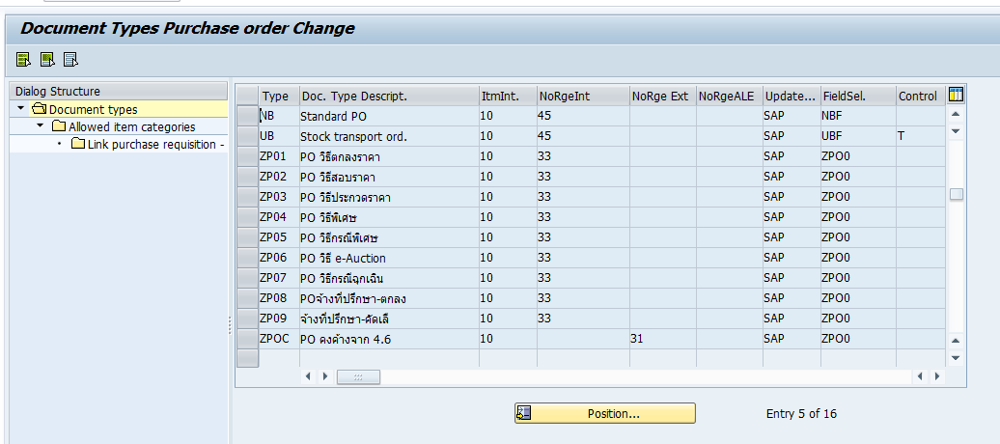 Document Types Purchase order Change
Dialog Structure
Document types
Allowed item categories
Link purchase requisition -
Type Doc. Type Descript. ItmInt. NoRgeInt NoRge Ext NoRgeALE Update... FieldSel. Control
NB Standard PO 10 45 SAP NBF
UB Stock transport ord. 10 45 SAP UBF T
ZP01 PO วิธีตกลงราคา 10 33 SAP ZPO0
ZP02 PO วิธีสอบราคา 10 33 SAP ZPO0
ZP03 PO วิธีประกวดราคา 10 33 SAP ZPO0
ZP04 PO วิธีพิเศษ 10 33 SAP ZPO0
ZP05 PO วิธีกรณีพิเศษ 10 33 SAP ZPO0
ZP06 PO วิธี e-Auction 10 33 SAP ZPO0
ZP07 PO วิธีกรณีฉุกเฉิน 10 33 SAP ZPO0
ZP08 POจ้างที่ปรึกษา-ตกลง 10 33 SAP ZPO0
ZP09 จ้างที่ปรึกษา-คัดเลื 10 33 SAP ZPO0
ZPOC PO คงค้างจาก 4.6 10 31 SAP ZPO0
Position... Entry 5 of 16